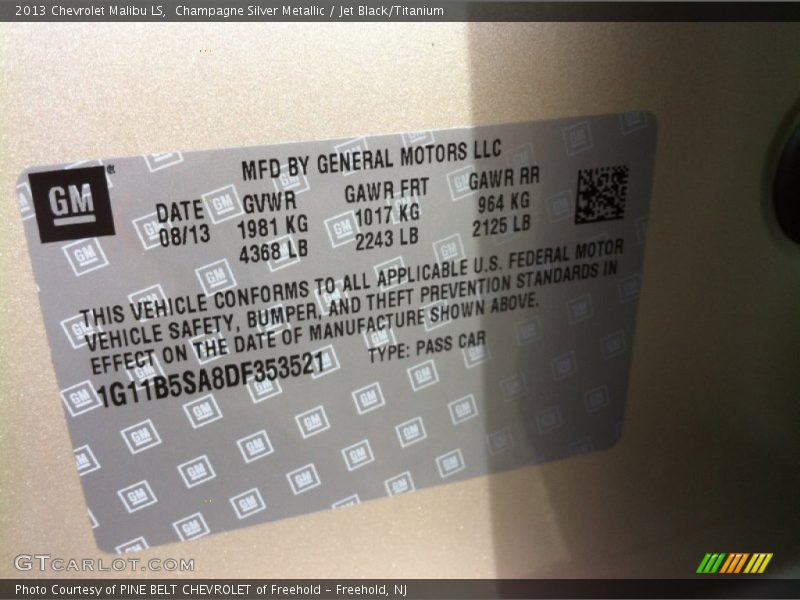 2013 Chevrolet Malibu LS, Champagne Silver Metallic / Jet Black/Titanium
GM®
MFD BY GENERAL MOTORS LLC
DATE GVWR GAWR FRT GAWR RR
08/13 1981 KG 1017 KG 964 KG
4368 LB 2243 LB 2125 LB
THIS VEHICLE CONFORMS TO ALL APPLICABLE U.S. FEDERAL MOTOR
VEHICLE SAFETY, BUMPER, AND THEFT PREVENTION STANDARDS IN
EFFECT ON THE DATE OF MANUFACTURE SHOWN ABOVE.
1G11B5SA8DF353521 TYPE: PASS CAR
GTCARLOT.COM
Photo Courtesy of PINE BELT CHEVROLET of Freehold - Freehold, NJ